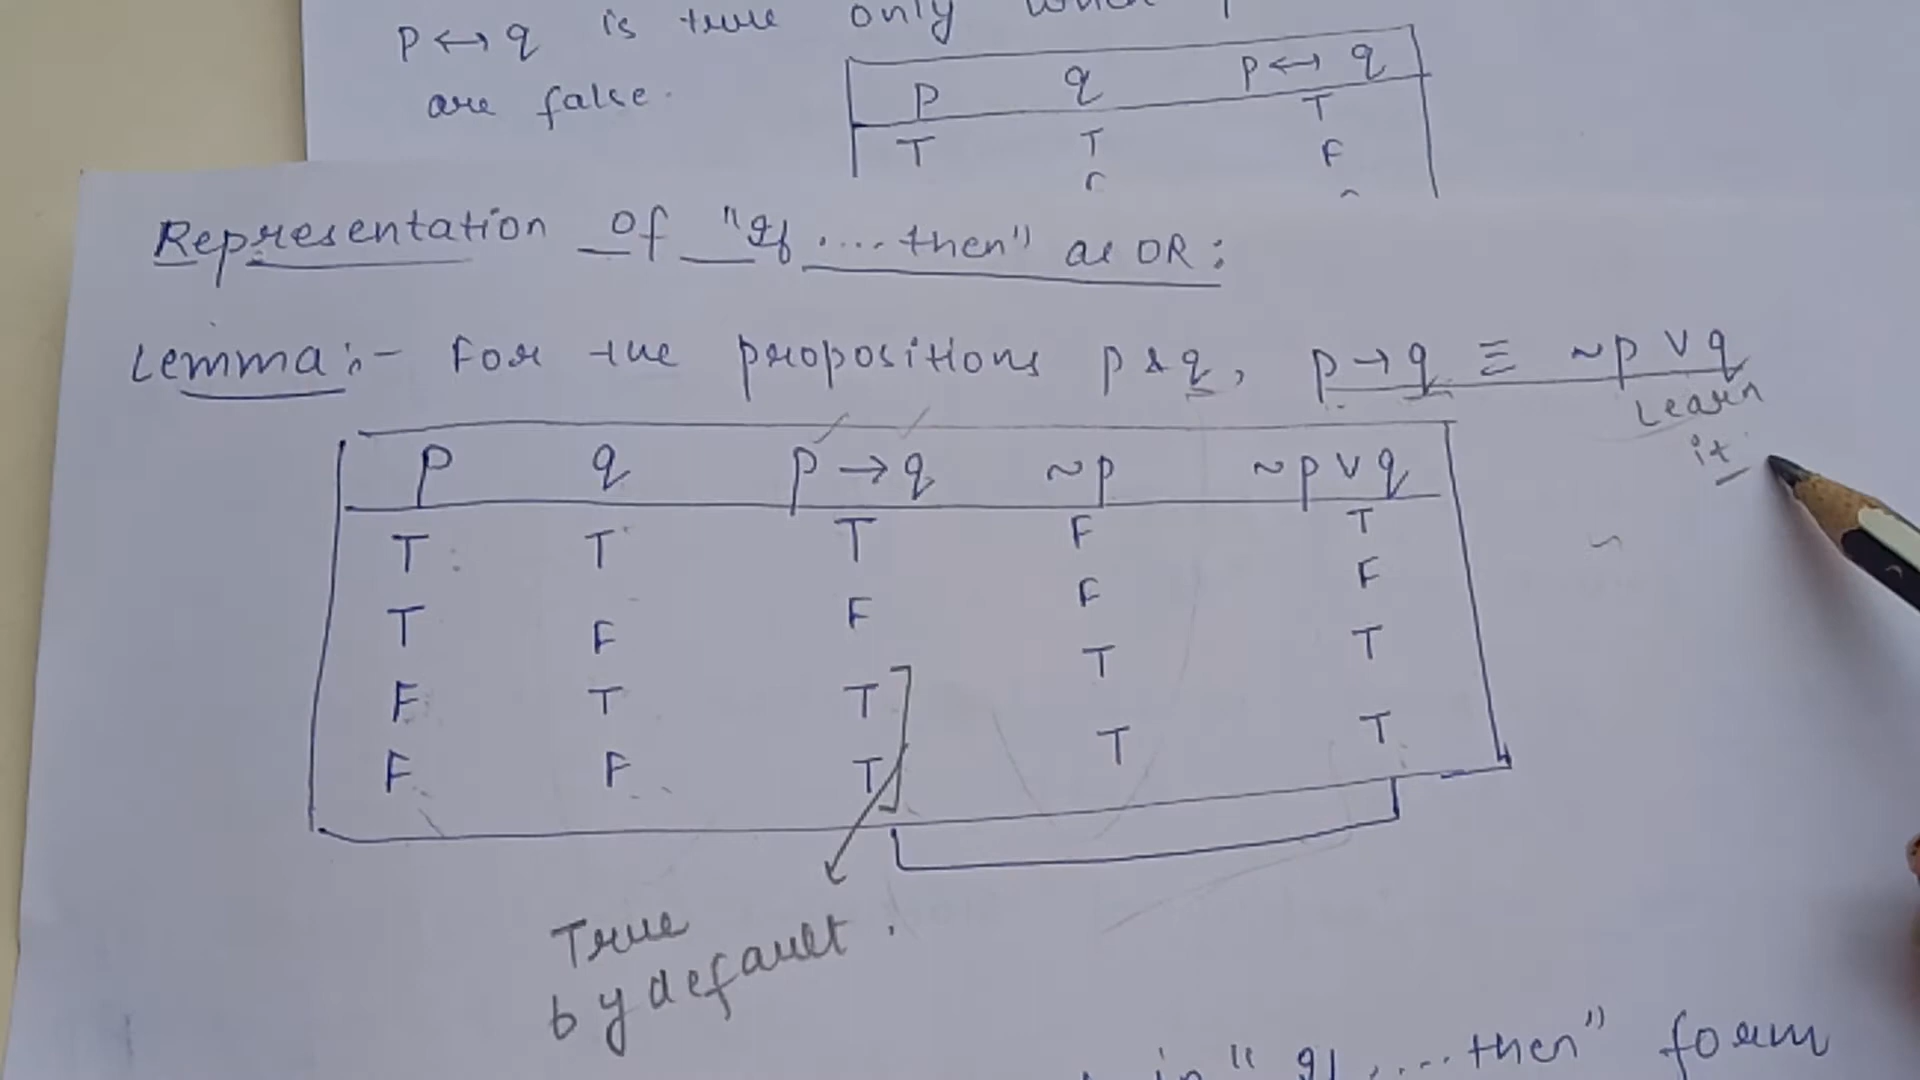 p ↔ q is true only
are false.
p q p ↔ q
T T T
F
Representation of "If .... then" as OR:
Lemma:- For the propositions p & q, p → q ≡ ~p ∨ q
Learn
it
p q p → q ~p ~p ∨ q
T T T F T
T F F F F
F T T T T
F F T T T
True
by default.
in "If .... then" form